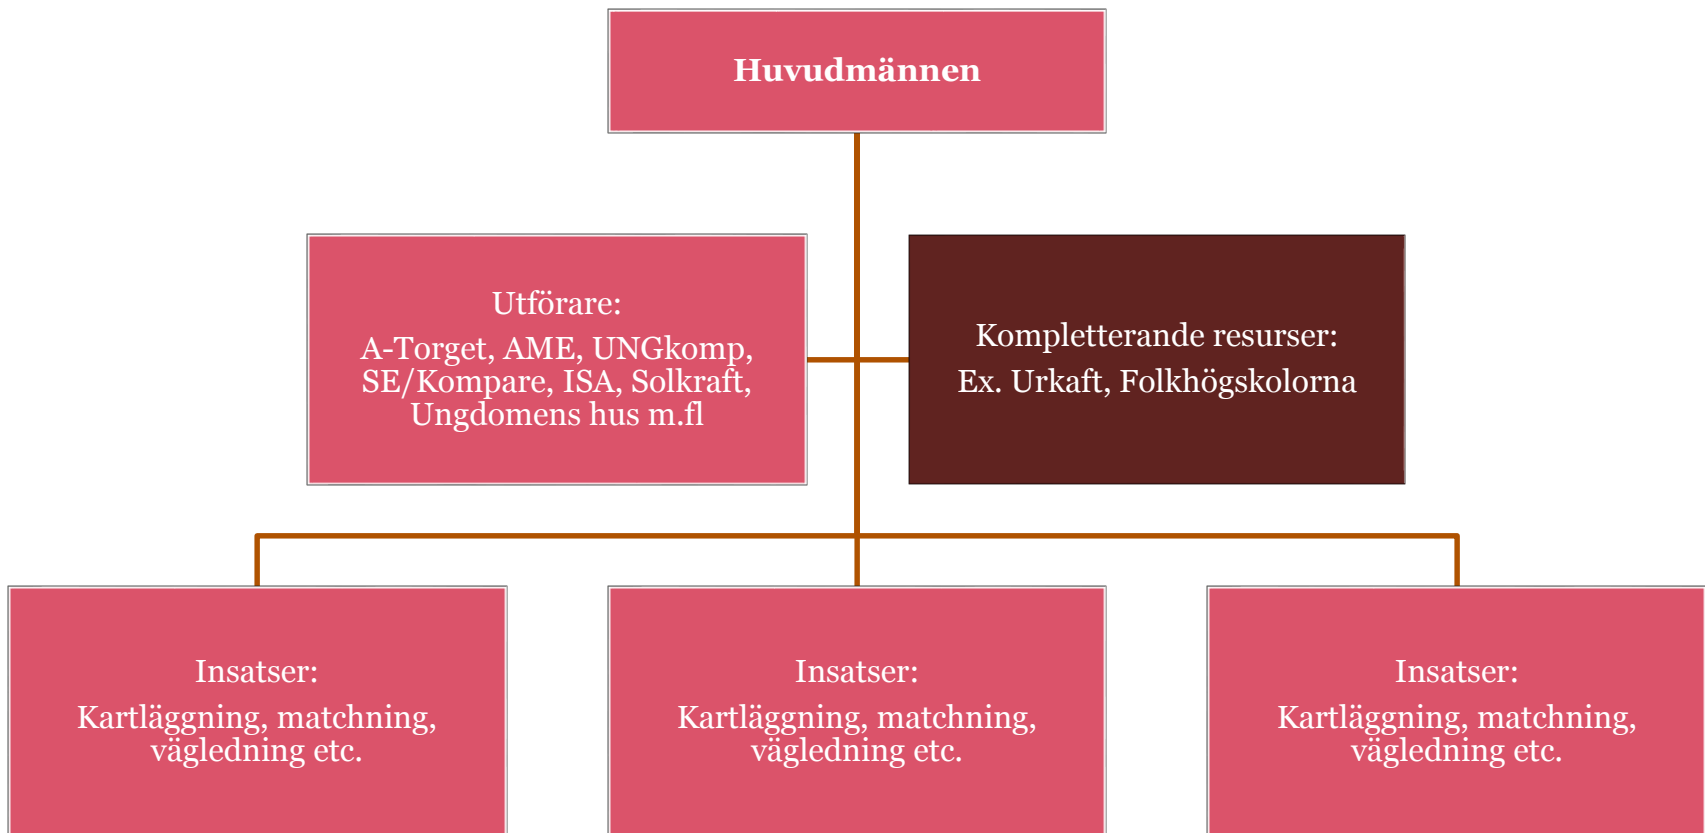 Huvudmännen
Utförare:
A-Torget, AME, UNGkomp,
SE/Kompare, ISA, Solkraft,
Ungdomens hus m.fl
Kompletterande resurser:
Ex. Urkaft, Folkhögskolorna
Insatser:
Kartläggning, matchning,
vägledning etc.
Insatser:
Kartläggning, matchning,
vägledning etc.
Insatser:
Kartläggning, matchning,
vägledning etc.